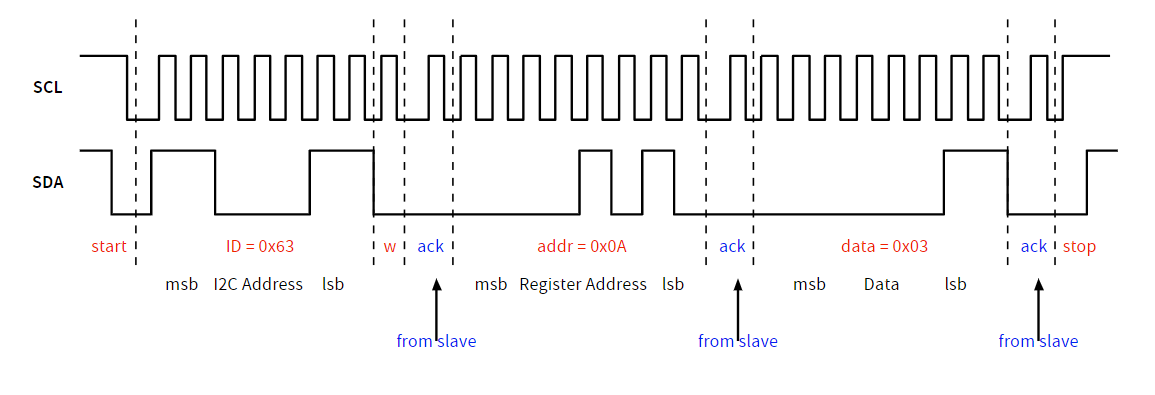 SCL
SDA
start ID = 0x63 w ack addr = 0x0A ack data = 0x03 ack stop
msb I2C Address lsb msb Register Address lsb msb Data lsb
from slave from slave from slave